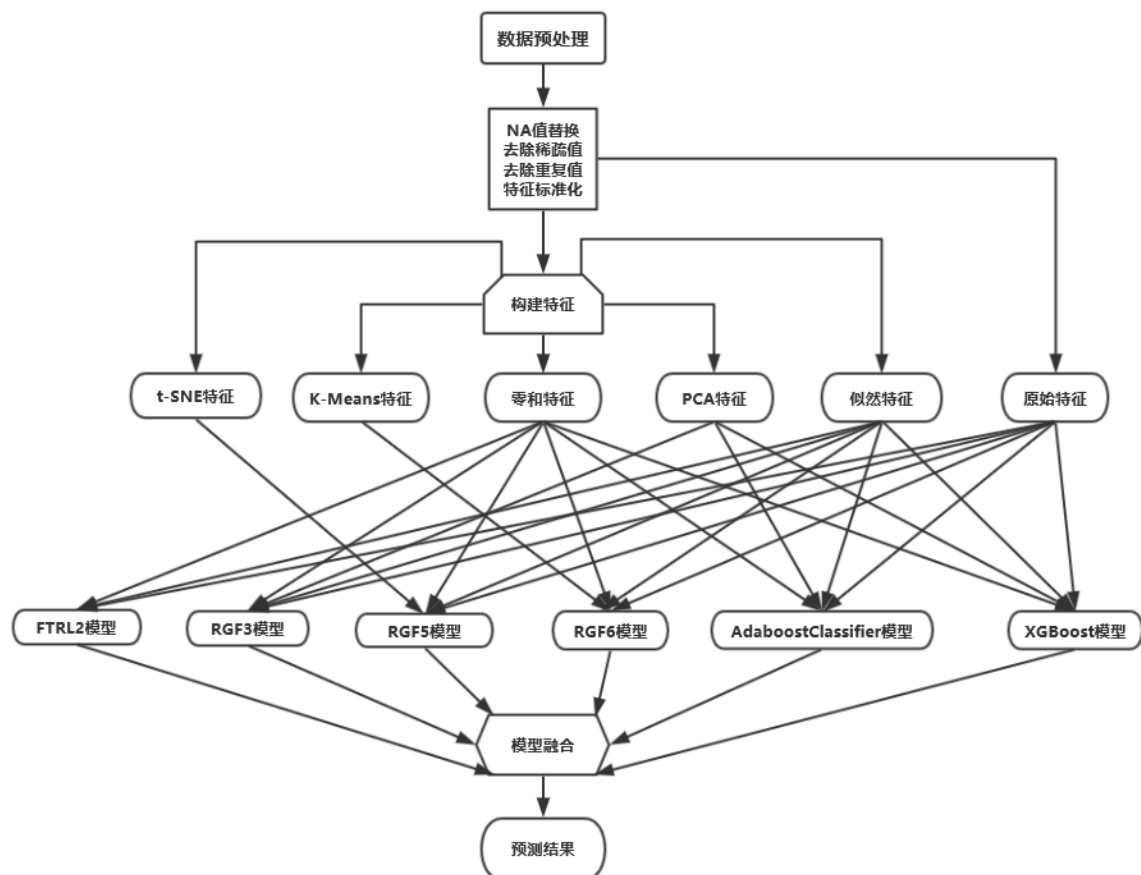 数据预处理
NA值替换
去除稀疏值
去除重复值
特征标准化
构建特征
t-SNE特征
K-Means特征
零和特征
PCA特征
似然特征
原始特征
FTRL2模型
RGF3模型
RGF5模型
RGF6模型
AdaboostClassifier模型
XGBoost模型
模型融合
预测结果